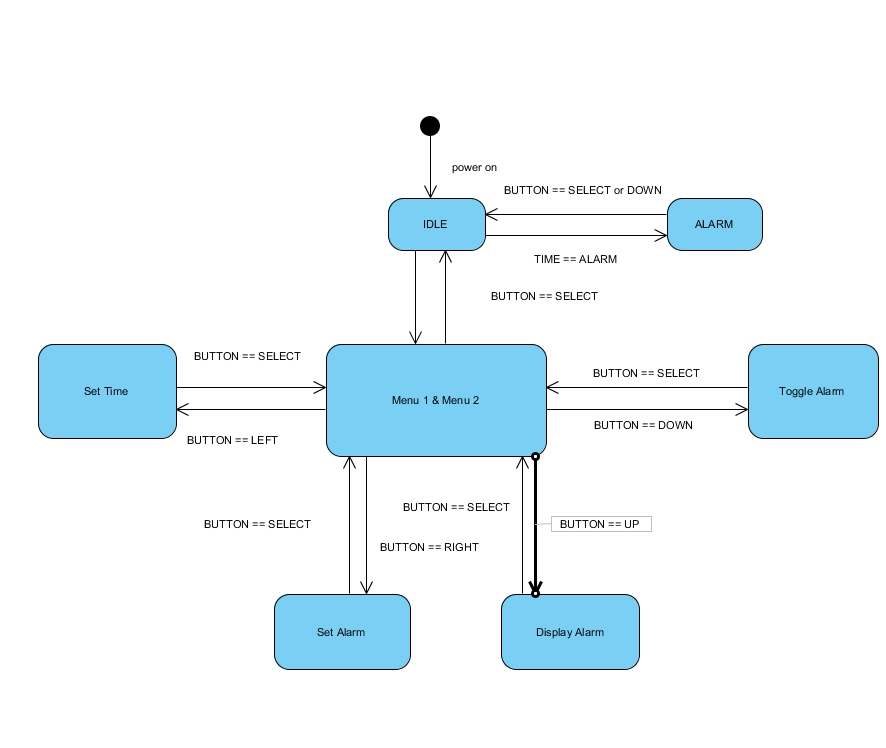 power on
BUTTON == SELECT or DOWN
IDLE
ALARM
TIME == ALARM
BUTTON == SELECT
BUTTON == SELECT
BUTTON == SELECT
Set Time
Menu 1 & Menu 2
Toggle Alarm
BUTTON == LEFT
BUTTON == DOWN
BUTTON == SELECT
BUTTON == SELECT
BUTTON == UP
BUTTON == RIGHT
Set Alarm
Display Alarm